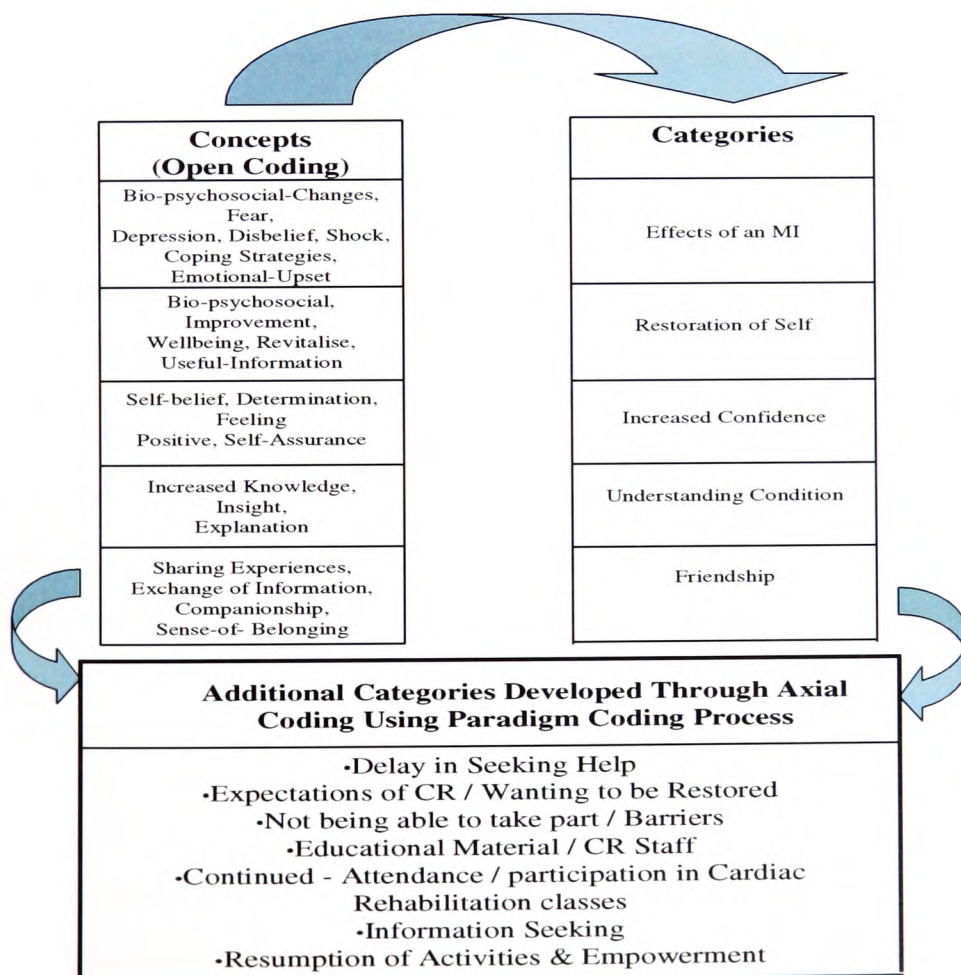 Concepts
(Open Coding)
Bio-psychosocial-Changes,
Fear,
Depression, Disbelief, Shock,
Coping Strategies,
Emotional-Upset
Bio-psychosocial,
Improvement,
Wellbeing, Revitalise,
Useful-Information
Self-belief, Determination,
Feeling
Positive, Self-Assurance
Increased Knowledge,
Insight,
Explanation
Sharing Experiences,
Exchange of Information,
Companionship,
Sense-of- Belonging
Categories
Effects of an MI
Restoration of Self
Increased Confidence
Understanding Condition
Friendship
Additional Categories Developed Through Axial
Coding Using Paradigm Coding Process
•Delay in Seeking Help
•Expectations of CR / Wanting to be Restored
•Not being able to take part / Barriers
•Educational Material / CR Staff
•Continued - Attendance / participation in Cardiac
Rehabilitation classes
•Information Seeking
•Resumption of Activities & Empowerment